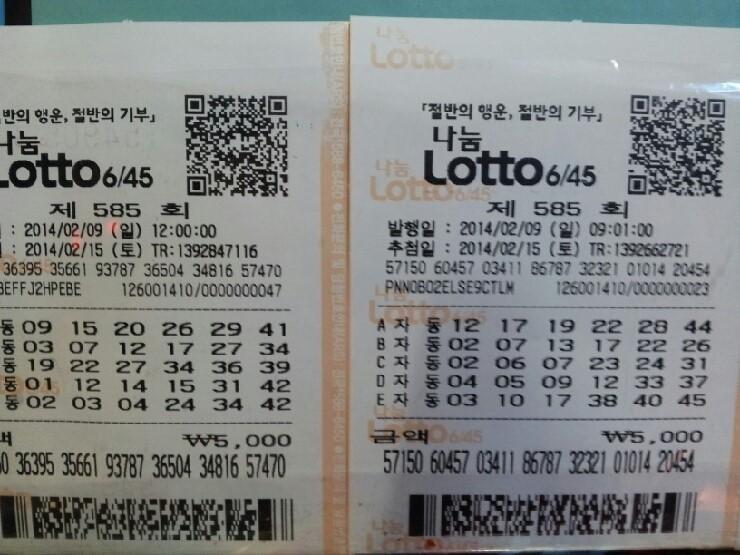 반의 행운, 절반의 기부」
나눔
Lotto 6/45
제 585 회
: 2014/02/09 (일) 12:00:00
: 2014/02/15 (토) TR:1392847116
36395 35661 93787 36504 34816 57470
BEFFJ2HPEBE 126001410/0000000047
동 09 15 20 26 29 41
동 03 07 12 17 27 34
동 19 22 27 34 36 39
동 01 12 14 15 31 42
동 02 03 04 24 34 42
₩5,000
0 36395 35661 93787 36504 34816 57470
나눔
Lotto
「절반의 행운, 절반의 기부」
나눔
Lotto 6/45
제 585 회
발행일 : 2014/02/09 (일) 09:01:00
추첨일 : 2014/02/15 (토) TR:1392662721
57150 60457 03411 86787 32321 01014 20454
PNN0B02ELSE9CTLM 126001410/0000000023
A 자 동 12 17 19 22 28 44
B 자 동 02 07 13 17 22 26
C 자 동 02 06 07 23 24 31
D 자 동 04 05 09 12 33 37
E 자 동 03 10 17 38 40 45
금액 ₩5,000
57150 60457 03411 86787 32321 01014 20454